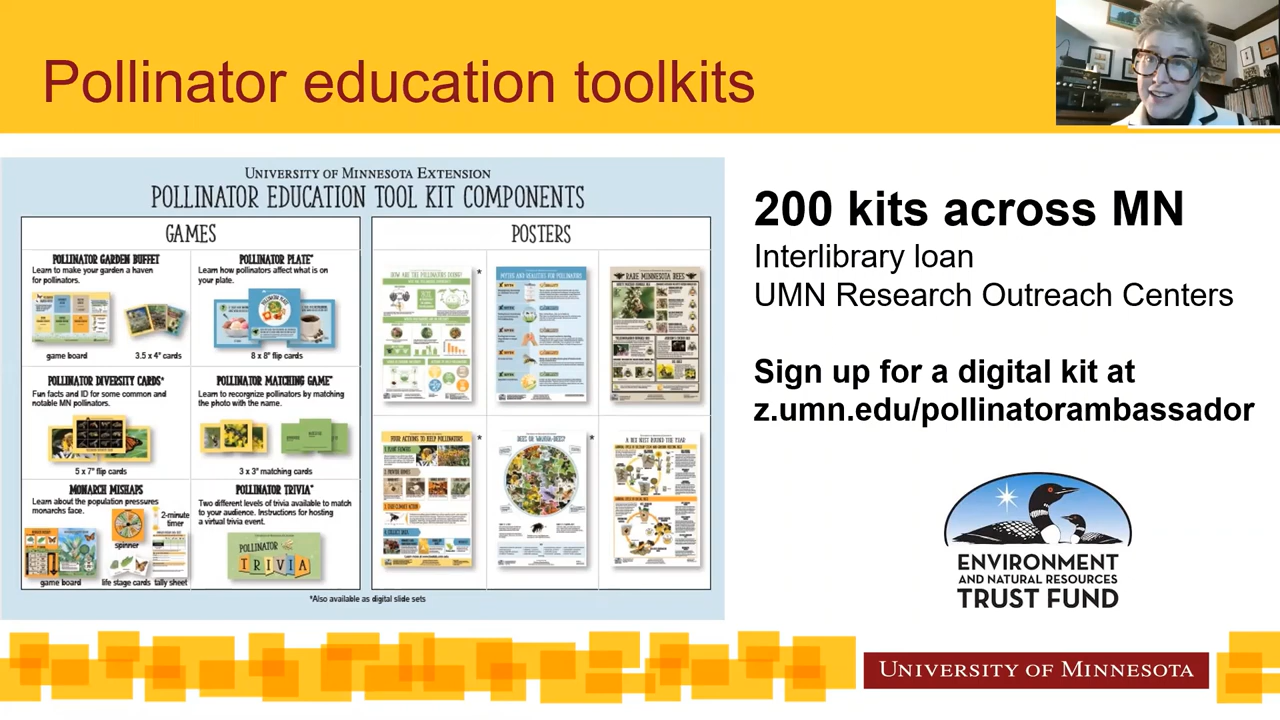 Pollinator education toolkits
UNIVERSITY OF MINNESOTA EXTENSION
POLLINATOR EDUCATION TOOL KIT COMPONENTS
GAMES
POLLINATOR GARDEN BUFFET
Learn to make your garden a haven
for pollinators.
game board
3.5 x 4" cards
POLLINATOR PLATE*
Learn how pollinators affect what is on
your plate.
8 x 8" flip cards
POLLINATOR DIVERSITY CARDS*
Fun facts and ID for some common and
notable MN pollinators.
5 x 7" flip cards
POLLINATOR MATCHING GAME*
Learn to recorgnize pollinators by matching
the photo with the name.
3 x 3" matching cards
MONARCH MISHAPS
Learn about the population pressures
monarchs face.
2-minute
timer
spinner
game board
life stage cards
tally sheet
POLLINATOR TRIVIA*
Two different levels of trivia available to match
to your audience. Instructions for hosting
a virtual trivia event.
POLLINATOR
TRIVIA
POSTERS
HOW ARE THE POLLINATORS DOING?
*
MYTHS AND REALITIES FOR POLLINATORS
RARE MINNESOTA BEES
YOUR ACTIONS TO HELP POLLINATORS
*
BEES OR WANNA-BEES?
*
A BEE NEST ROUND THE YEAR
*Also available as digital slide sets
200 kits across MN
Interlibrary loan
UMN Research Outreach Centers
Sign up for a digital kit at
z.umn.edu/pollinatorambassador
ENVIRONMENT
AND NATURAL RESOURCES
TRUST FUND
UNIVERSITY OF MINNESOTA